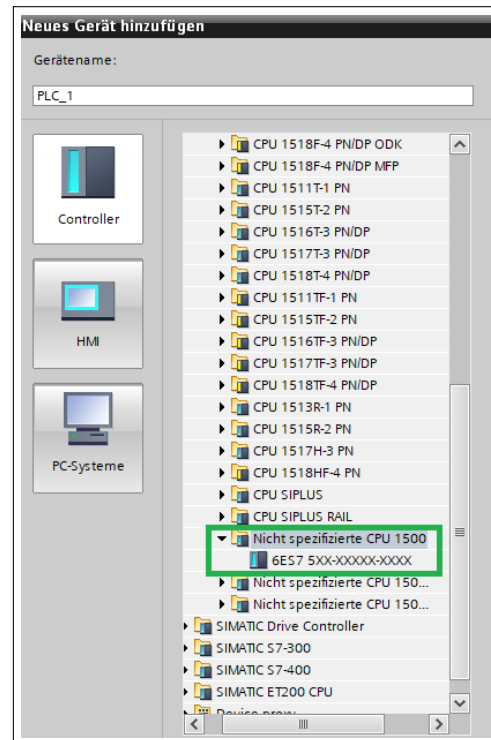 Neues Gerät hinzufügen
Gerätename:
PLC_1
Controller
HMI
PC-Systeme
CPU 1518F-4 PN/DP ODK
CPU 1518F-4 PN/DP MFP
CPU 1511T-1 PN
CPU 1515T-2 PN
CPU 1516T-3 PN/DP
CPU 1517T-3 PN/DP
CPU 1518T-4 PN/DP
CPU 1511TF-1 PN
CPU 1515TF-2 PN
CPU 1516TF-3 PN/DP
CPU 1517TF-3 PN/DP
CPU 1518TF-4 PN/DP
CPU 1513R-1 PN
CPU 1515R-2 PN
CPU 1517H-3 PN
CPU 1518HF-4 PN
CPU SIPLUS
CPU SIPLUS RAIL
Nicht spezifizierte CPU 1500
6ES7 5XX-XXXXX-XXXX
Nicht spezifizierte CPU 150...
Nicht spezifizierte CPU 150...
SIMATIC Drive Controller
SIMATIC S7-300
SIMATIC S7-400
SIMATIC ET200 CPU
Device proxy